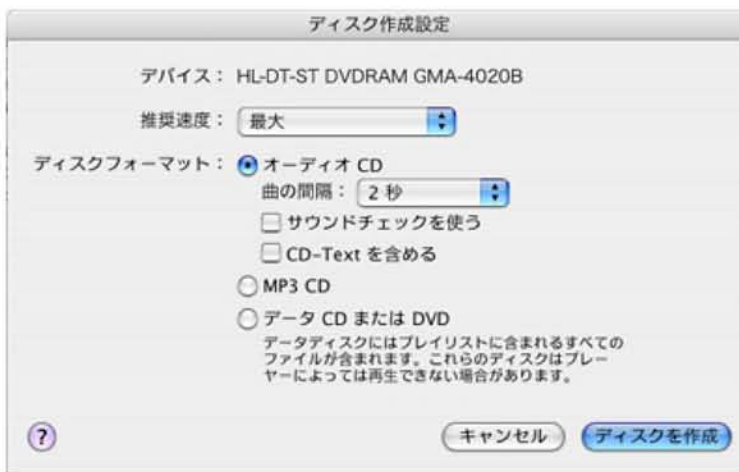 ディスク作成設定
デバイス： HL-DT-ST DVDRAM GMA-4020B
推奨速度： 最大
ディスクフォーマット： オーディオ CD
曲の間隔： 2 秒
サウンドチェックを使う
CD-Text を含める
MP3 CD
データ CD または DVD
データディスクにはプレイリストに含まれるすべての
ファイルが含まれます。これらのディスクはプレー
ヤーによっては再生できない場合があります。
? キャンセル ディスクを作成